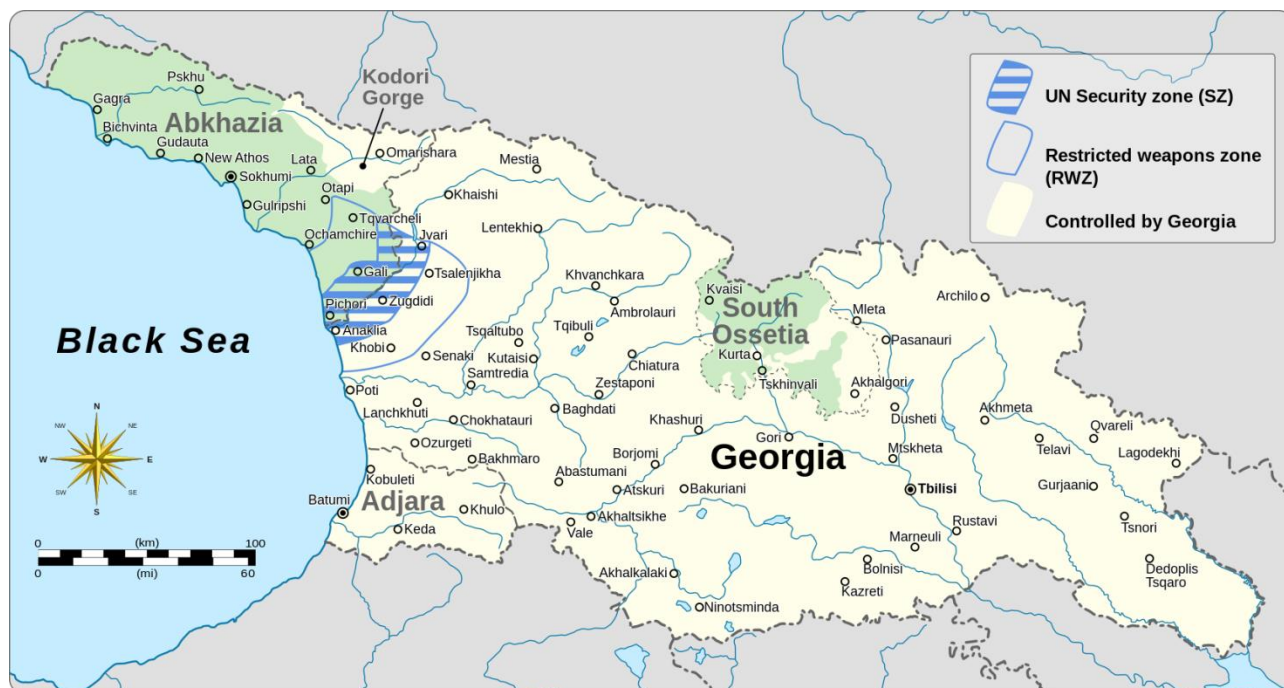 Pskhu
Kodori
Gorge
Gagra
Abkhazia
Bichvinta
Gudauta
New Athos
Lata
Omarishara
Mestia
Sokhumi
Otapi
Khaishi
Gulripshi
Tqvarcheli
Ochamchire
Jvari
Lentekhi
Gali
Tsalenjikha
Khvanchkara
Kvaisi
Archilo
Pichori
Zugdidi
Ambrolauri
South
Ossetia
Mleta
Black Sea
Anaklia
Tsqaltubo
Tqibuli
Pasanauri
Khobi
Senaki
Kutaisi
Chiatura
Kurta
Samtredia
Tskhinvali
Poti
Zestaponi
Akhalgori
Lanchkhuti
Chokhatauri
Baghdati
Khashuri
Dusheti
Akhmeta
Qvareli
Ozurgeti
Gori
Telavi
Lagodekhi
Bakhmaro
Borjomi
Georgia
Mtskheta
Kobuleti
Abastumani
Gurjaani
Adjara
Atskuri
Bakuriani
Tbilisi
Batumi
Khulo
Akhaltsikhe
Tsnori
Keda
Vale
Rustavi
Marneuli
Akhalkalaki
Bolnisi
Dedoplis
Tsqaro
Kazreti
Ninotsminda
UN Security zone (SZ)
Restricted weapons zone
(RWZ)
Controlled by Georgia
N
NW
NE
W
E
SW
SE
S
0 (km) 100
0 (mi) 60